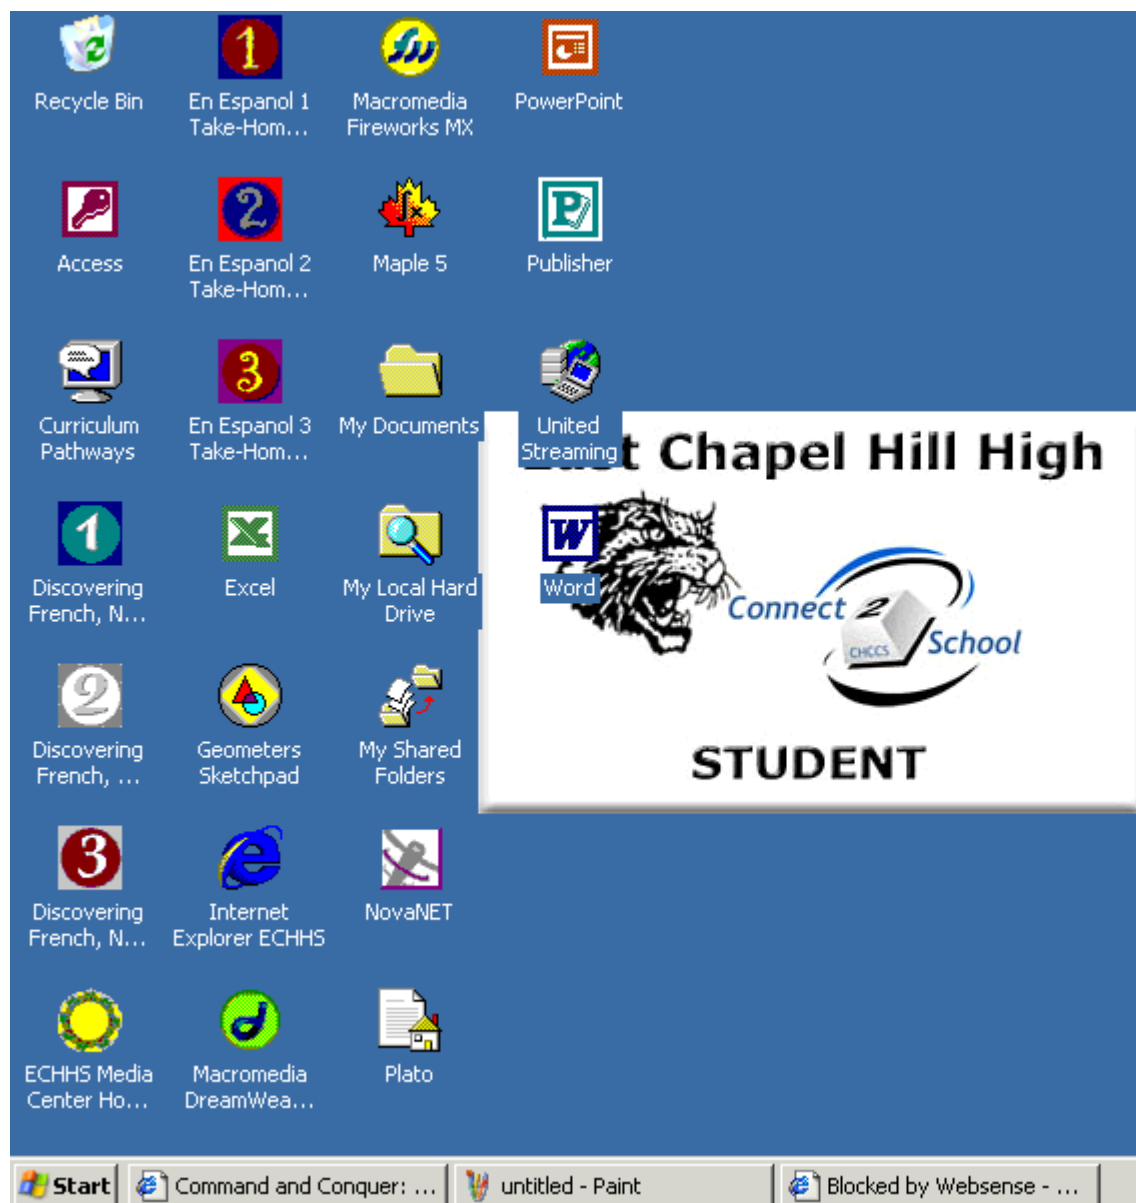 Recycle Bin
En Espanol 1
Take-Hom...
Macromedia
Fireworks MX
PowerPoint
Access
En Espanol 2
Take-Hom...
Maple 5
Publisher
Curriculum
Pathways
En Espanol 3
Take-Hom...
My Documents
United
Streaming
Chapel Hill High
Discovering
French, N...
Excel
My Local Hard
Drive
Word
Connect 2
School
CHCCS
Discovering
French, ...
Geometers
Sketchpad
My Shared
Folders
STUDENT
Discovering
French, N...
Internet
Explorer ECHHS
NovaNET
ECHHS Media
Center Ho...
Macromedia
DreamWea...
Plato
Start
Command and Conquer: ...
untitled - Paint
Blocked by Websense - ...